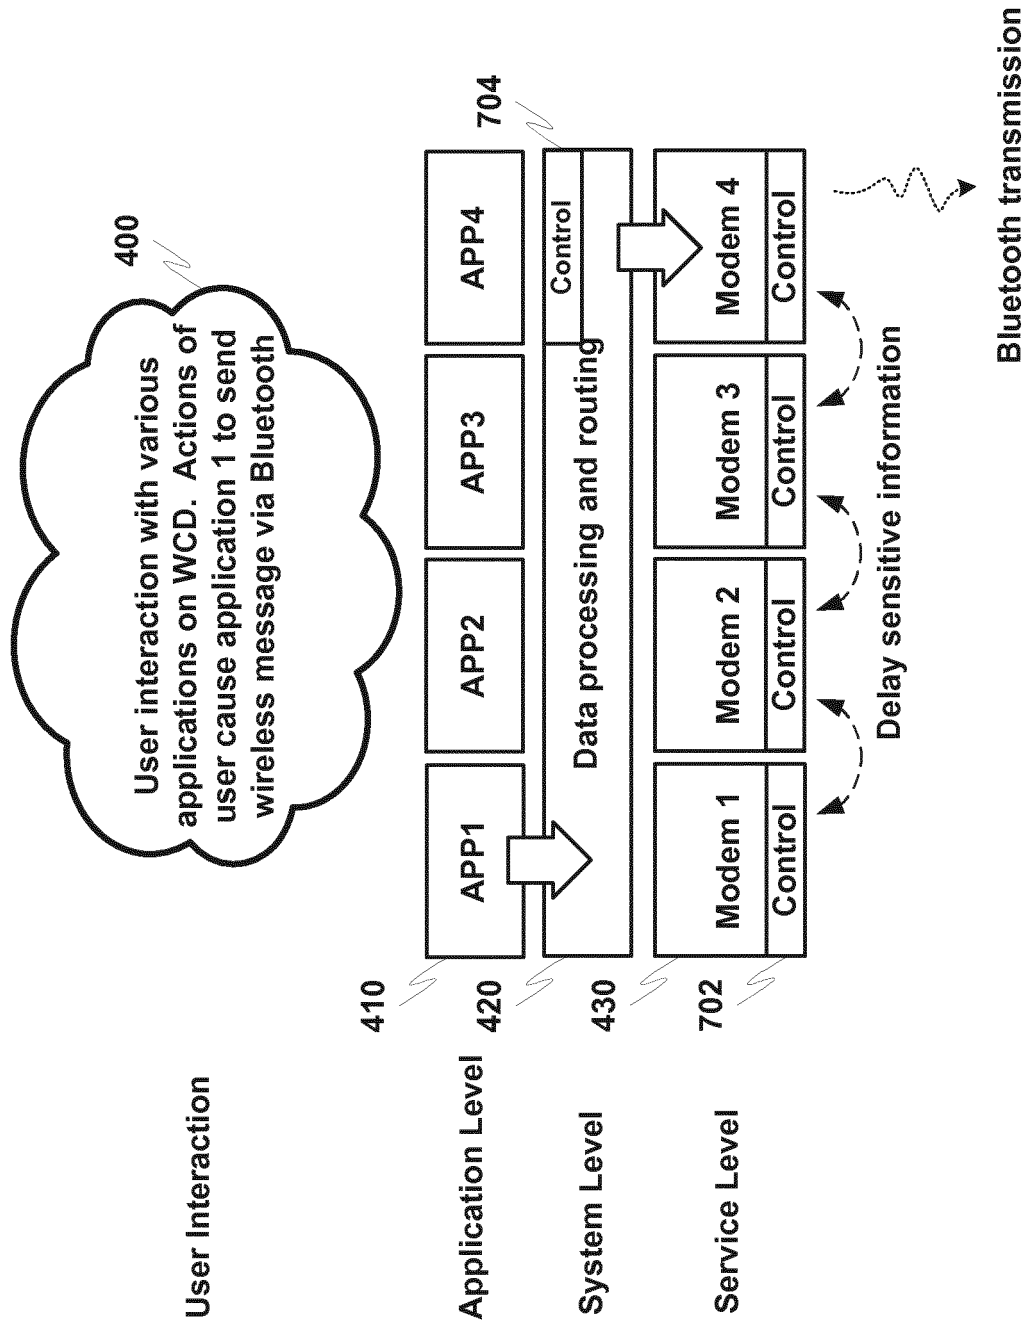 User Interaction
400
User interaction with various
applications on WCD.  Actions of
user cause application 1 to send
wireless message via Bluetooth
Application Level
410
APP1
APP2
APP3
APP4
704
System Level
420
Control
Data processing and routing
Service Level
430
Modem 1
Modem 2
Modem 3
Modem 4
702
Control
Control
Control
Control
Delay sensitive information
Bluetooth transmission